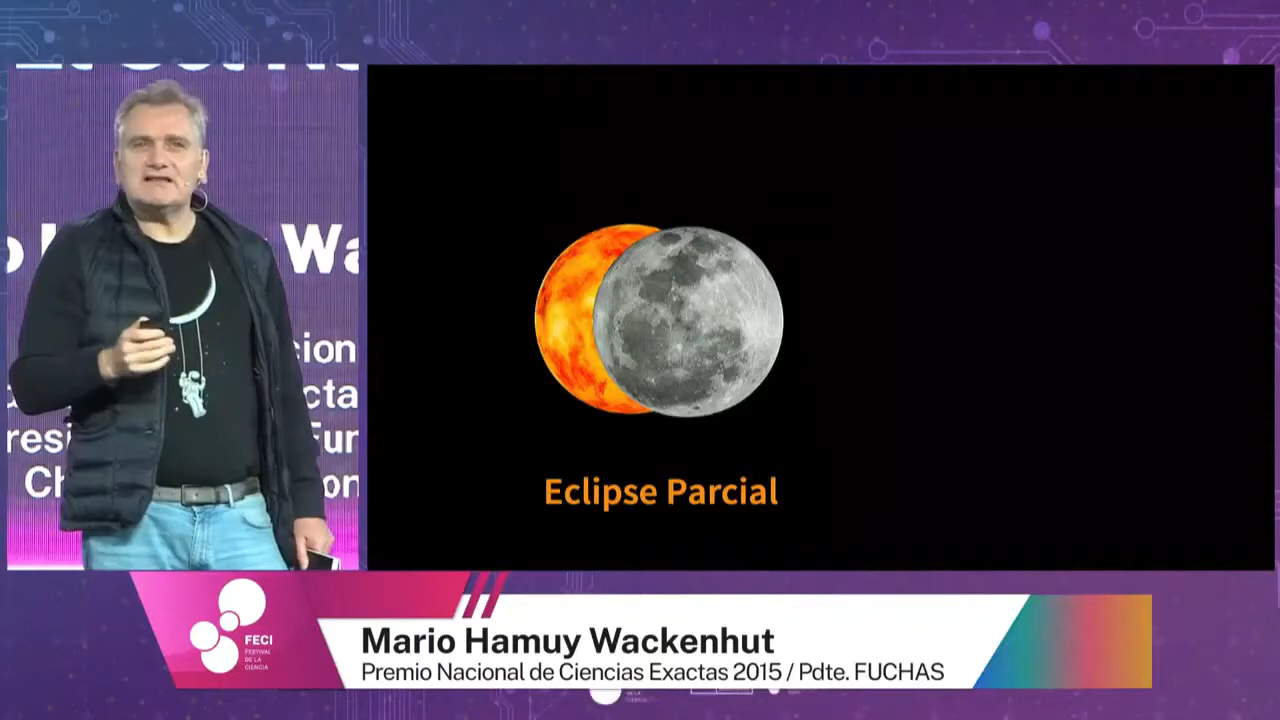 Eclipse Parcial
FECI
FESTIVAL
DE LA
CIENCIA
Mario Hamuy Wackenhut
Premio Nacional de Ciencias Exactas 2015 / Pdte. FUCHAS